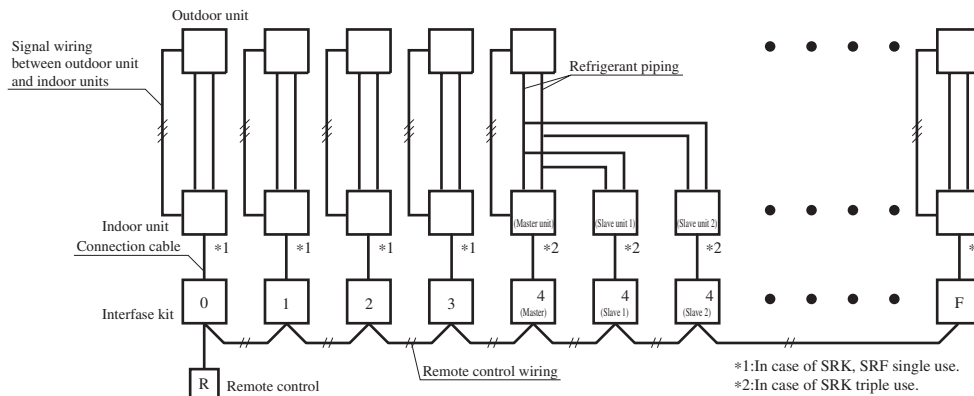 Outdoor unit
Signal wiring
between outdoor unit
and indoor units
Refrigerant piping
(Master unit)
(Slave unit 1)
(Slave unit 2)
Indoor unit
Connection cable
*1
*1
*1
*1
*2
*2
*2
*
Interfase kit
0
1
2
3
4
(Master)
4
(Slave 1)
4
(Slave 2)
F
R
Remote control
Remote control wiring
*1:In case of SRK, SRF single use.
*2:In case of SRK triple use.